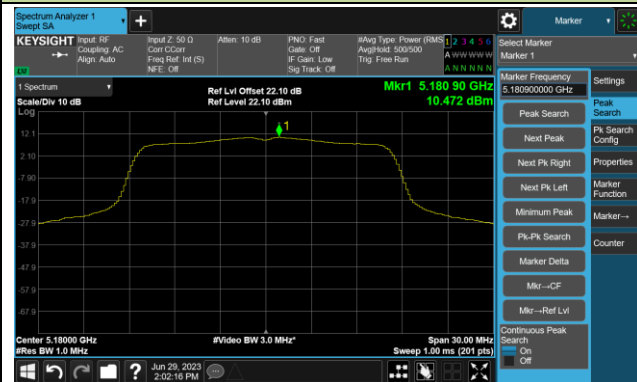 Spectrum Analyzer 1
Swept SA
+
Marker
KEYSIGHT
Input: RF
Coupling: AC
Align: Auto
Input Z: 50 Ω
Corr CCorr
Freq Ref: Int (S)
NFE: Off
Atten: 10 dB
PNO: Fast
Gate: Off
IF Gain: Low
Sig Track: Off
#Avg Type: Power (RMS
Avg|Hold: 500/500
Trig: Free Run
1 2 3 4 5 6
A W W W W W
A N N N N N
LXI
Select Marker
Marker 1
1 Spectrum
Scale/Div 10 dB
Log
Ref Lvl Offset 22.10 dB
Ref Level 22.10 dBm
Mkr1 5.180 90 GHz
10.472 dBm
1
12.1
2.10
-7.90
-17.9
-27.9
-37.9
-47.9
-57.9
-67.9
Center 5.18000 GHz
#Res BW 1.0 MHz
#Video BW 3.0 MHz*
Span 30.00 MHz
Sweep 1.00 ms (201 pts)
Marker Frequency
5.180900000 GHz
Peak Search
Next Peak
Next Pk Right
Next Pk Left
Minimum Peak
Pk-Pk Search
Marker Delta
Mkr→CF
Mkr→Ref Lvl
Continuous Peak
Search
On
Off
Settings
Peak
Search
Pk Search
Config
Properties
Marker
Function
Marker→
Counter
?
Jun 29, 2023
2:02:16 PM